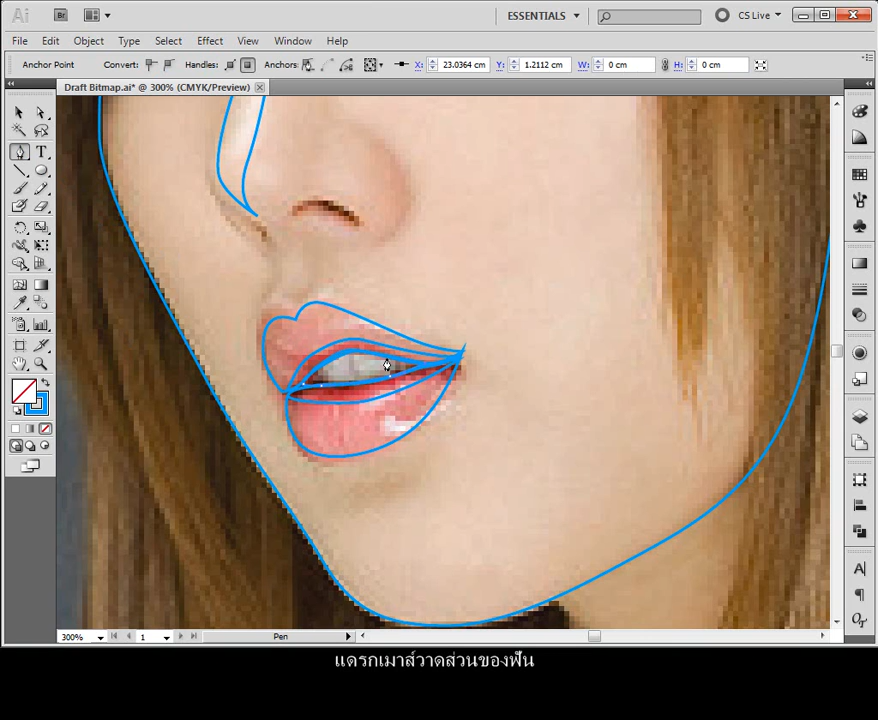 Ai Br ESSENTIALS CS Live
File Edit Object Type Select Effect View Window Help
Anchor Point Convert: Handles: Anchors: X: 23.0364 cm Y: 1.2112 cm W: 0 cm H: 0 cm
Draft Bitmap.ai* @ 300% (CMYK/Preview)
300% 1 Pen
แดรกเมาส์วาดส่วนของฟัน